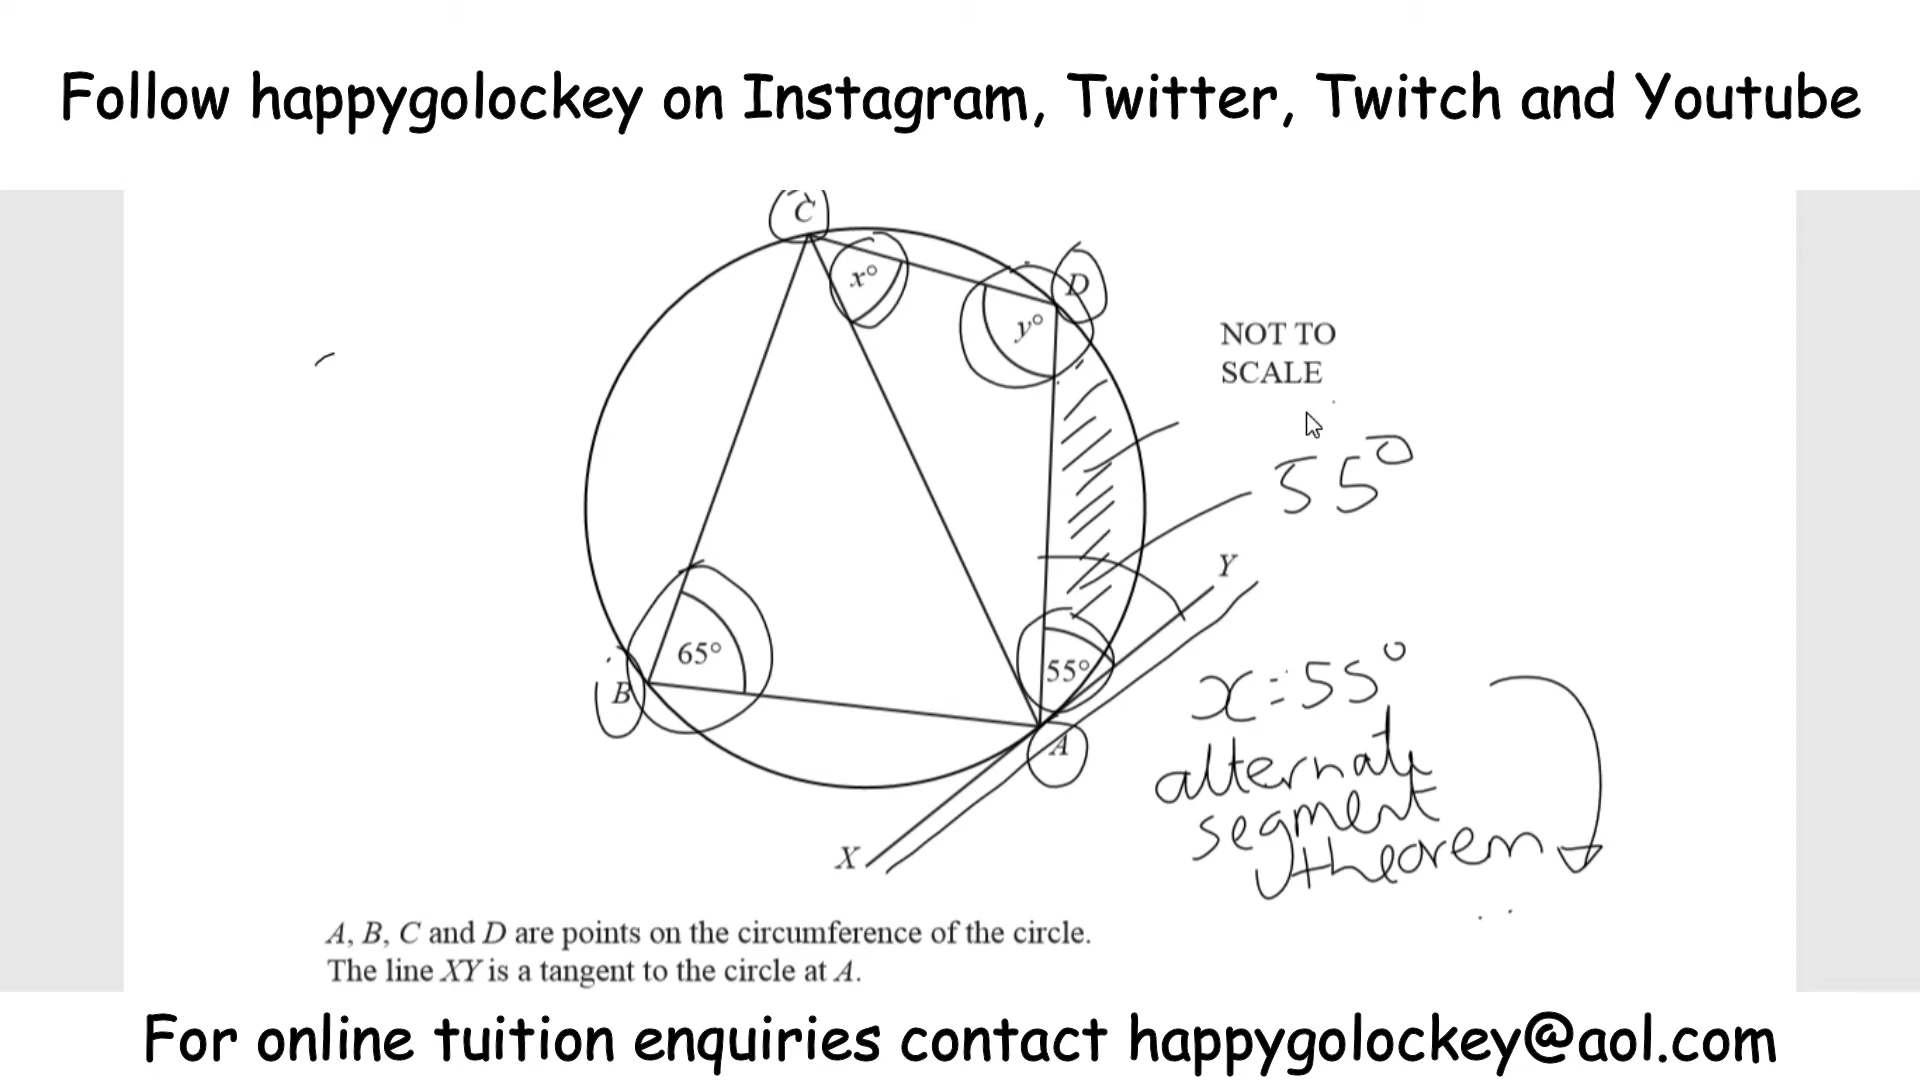 Follow happygolockey on Instagram, Twitter, Twitch and Youtube
C
x°
D
y°
NOT TO
SCALE
55°
Y
65°
55°
B
A
x=55°
alternate
segment
theorem
X
A, B, C and D are points on the circumference of the circle.
The line XY is a tangent to the circle at A.
For online tuition enquiries contact happygolockey@aol.com